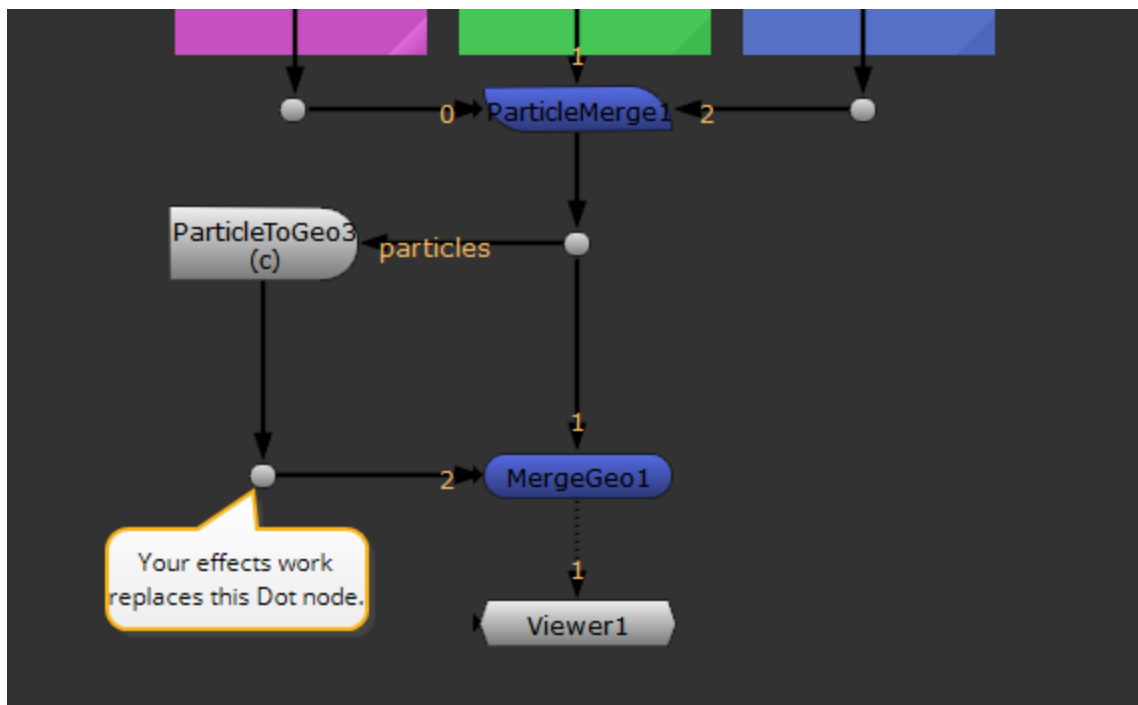 1
0
ParticleMerge1
2
ParticleToGeo3
(c)
particles
1
2
MergeGeo1
Your effects work
replaces this Dot node.
1
Viewer1